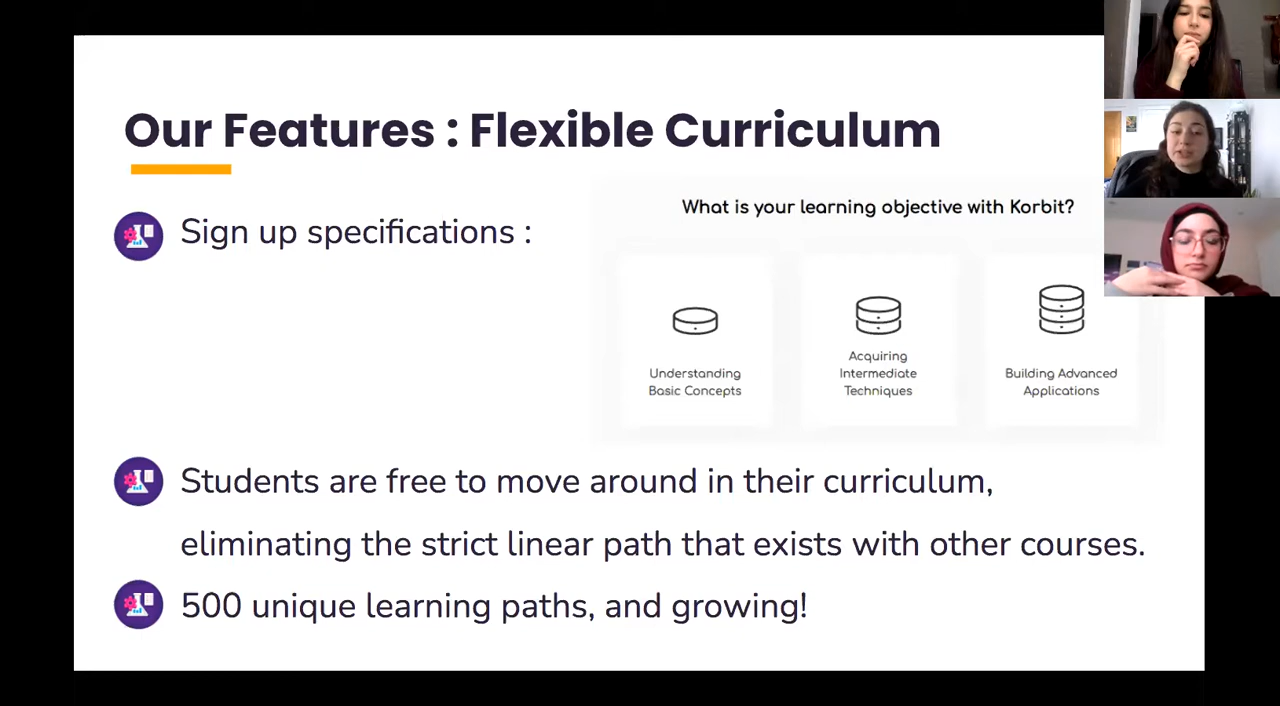 Our Features : Flexible Curriculum
Sign up specifications :
What is your learning objective with Korbit?
Understanding
Basic Concepts
Acquiring
Intermediate
Techniques
Building Advanced
Applications
Students are free to move around in their curriculum,
eliminating the strict linear path that exists with other courses.
500 unique learning paths, and growing!